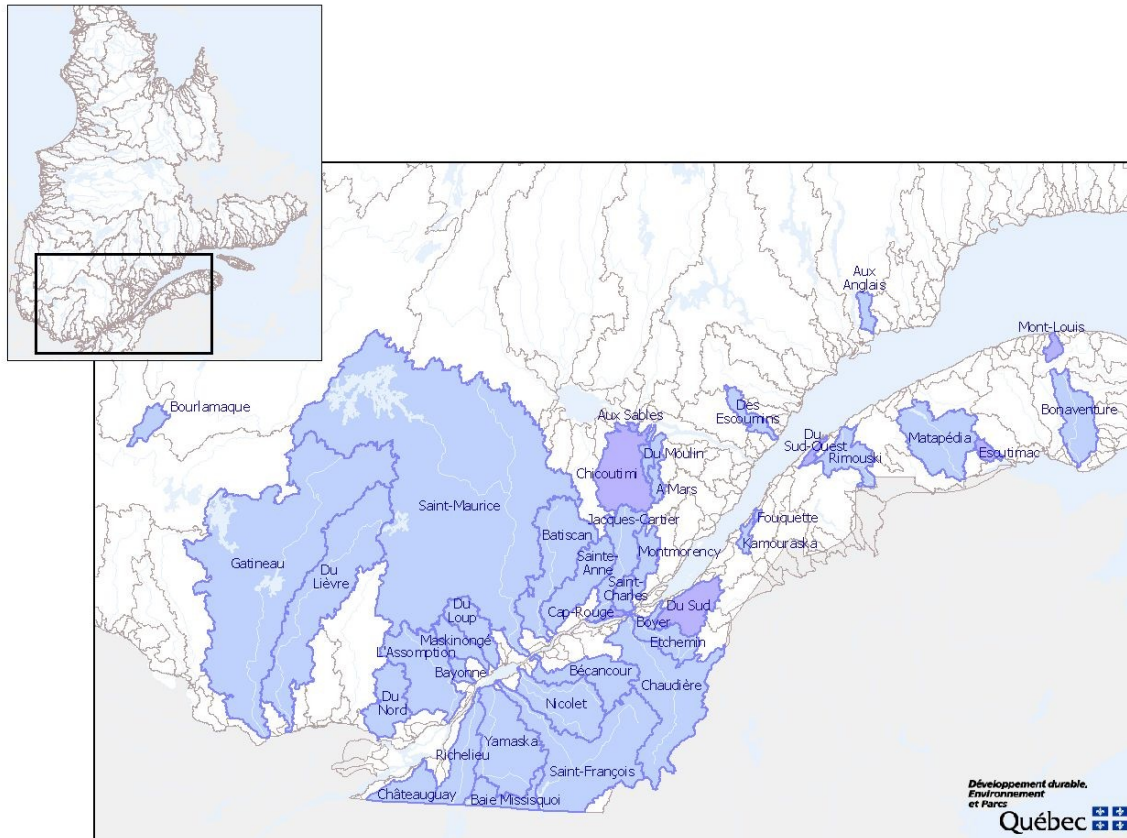 Aux
Anglais
Mont-Louis
Bourlamaque
Des
Escoumins
Bonaventure
Aux Sables
Du
Sud-Ouest
Matapédia
Rimouski
Escutimac
Du Moulin
Chicoutimi
A Mars
Saint-Maurice
Jacques-Cartier
Fouquette
Batiscan
Kamouraska
Sainte-
Anne
Montmorency
Gatineau
Du
Lièvre
Saint-
Charles
Du
Loup
Cap-Rouge
Du Sud
Boyer
Maskinongé
Etchemin
L'Assomption
Bayonne
Bécancour
Chaudière
Du
Nord
Nicolet
Yamaska
Richelieu
Saint-François
Châteauguay
Baie Missisquoi
Développement durable,
Environnement
et Parcs
Québec